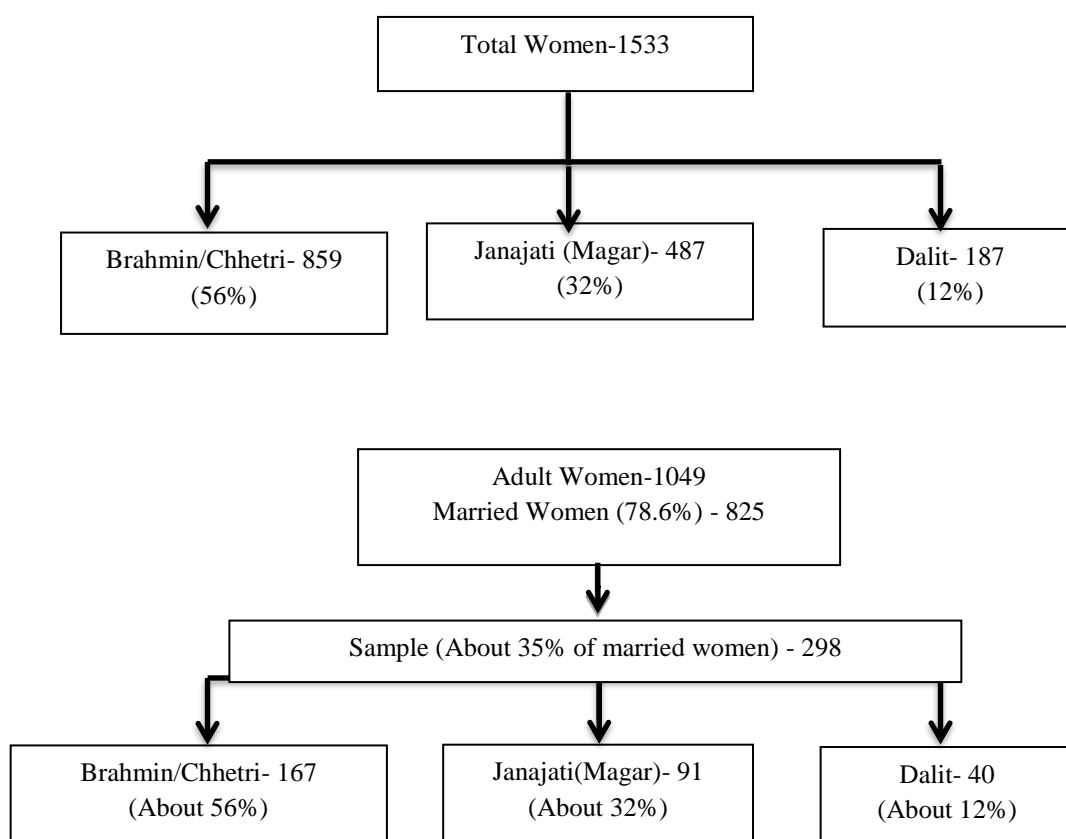 Total Women-1533
Brahmin/Chhetri- 859
(56%)
Janajati (Magar)- 487
(32%)
Dalit- 187
(12%)
Adult Women-1049
Married Women (78.6%) - 825
Sample (About 35% of married women) - 298
Brahmin/Chhetri- 167
(About 56%)
Janajati(Magar)- 91
(About 32%)
Dalit- 40
(About 12%)